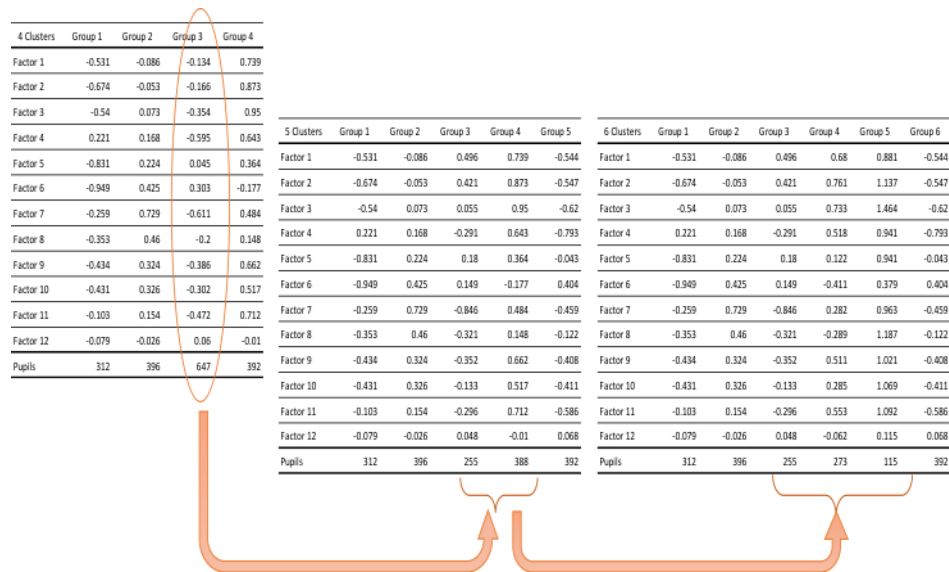 4 Clusters Group 1 Group 2 Group 3 Group 4
Factor 1 -0.531 -0.086 -0.134 0.739
Factor 2 -0.674 -0.053 -0.166 0.873
Factor 3 -0.54 0.073 -0.354 0.95
Factor 4 0.221 0.168 -0.595 0.643
Factor 5 -0.831 0.224 0.045 0.364
Factor 6 -0.949 0.425 0.303 -0.177
Factor 7 -0.259 0.729 -0.611 0.484
Factor 8 -0.353 0.46 -0.2 0.148
Factor 9 -0.434 0.324 -0.386 0.662
Factor 10 -0.431 0.326 -0.302 0.517
Factor 11 -0.103 0.154 -0.472 0.712
Factor 12 -0.079 -0.026 0.06 -0.01
Pupils 312 396 647 392
5 Clusters Group 1 Group 2 Group 3 Group 4 Group 5
Factor 1 -0.531 -0.086 0.496 0.739 -0.544
Factor 2 -0.674 -0.053 0.421 0.873 -0.547
Factor 3 -0.54 0.073 0.055 0.95 -0.62
Factor 4 0.221 0.168 -0.291 0.643 -0.793
Factor 5 -0.831 0.224 0.18 0.364 -0.043
Factor 6 -0.949 0.425 0.149 -0.177 0.404
Factor 7 -0.259 0.729 -0.846 0.484 -0.459
Factor 8 -0.353 0.46 -0.321 0.148 -0.122
Factor 9 -0.434 0.324 -0.352 0.662 -0.408
Factor 10 -0.431 0.326 -0.133 0.517 -0.411
Factor 11 -0.103 0.154 -0.296 0.712 -0.586
Factor 12 -0.079 -0.026 0.048 -0.01 0.068
Pupils 312 396 255 388 392
6 Clusters Group 1 Group 2 Group 3 Group 4 Group 5 Group 6
Factor 1 -0.531 -0.086 0.496 0.68 0.881 -0.544
Factor 2 -0.674 -0.053 0.421 0.761 1.137 -0.547
Factor 3 -0.54 0.073 0.055 0.733 1.464 -0.62
Factor 4 0.221 0.168 -0.291 0.518 0.941 -0.793
Factor 5 -0.831 0.224 0.18 0.122 0.941 -0.043
Factor 6 -0.949 0.425 0.149 -0.411 0.379 0.404
Factor 7 -0.259 0.729 -0.846 0.282 0.963 -0.459
Factor 8 -0.353 0.46 -0.321 -0.289 1.187 -0.122
Factor 9 -0.434 0.324 -0.352 0.511 1.021 -0.408
Factor 10 -0.431 0.326 -0.133 0.285 1.069 -0.411
Factor 11 -0.103 0.154 -0.296 0.553 1.092 -0.586
Factor 12 -0.079 -0.026 0.048 -0.062 0.115 0.068
Pupils 312 396 255 273 115 392